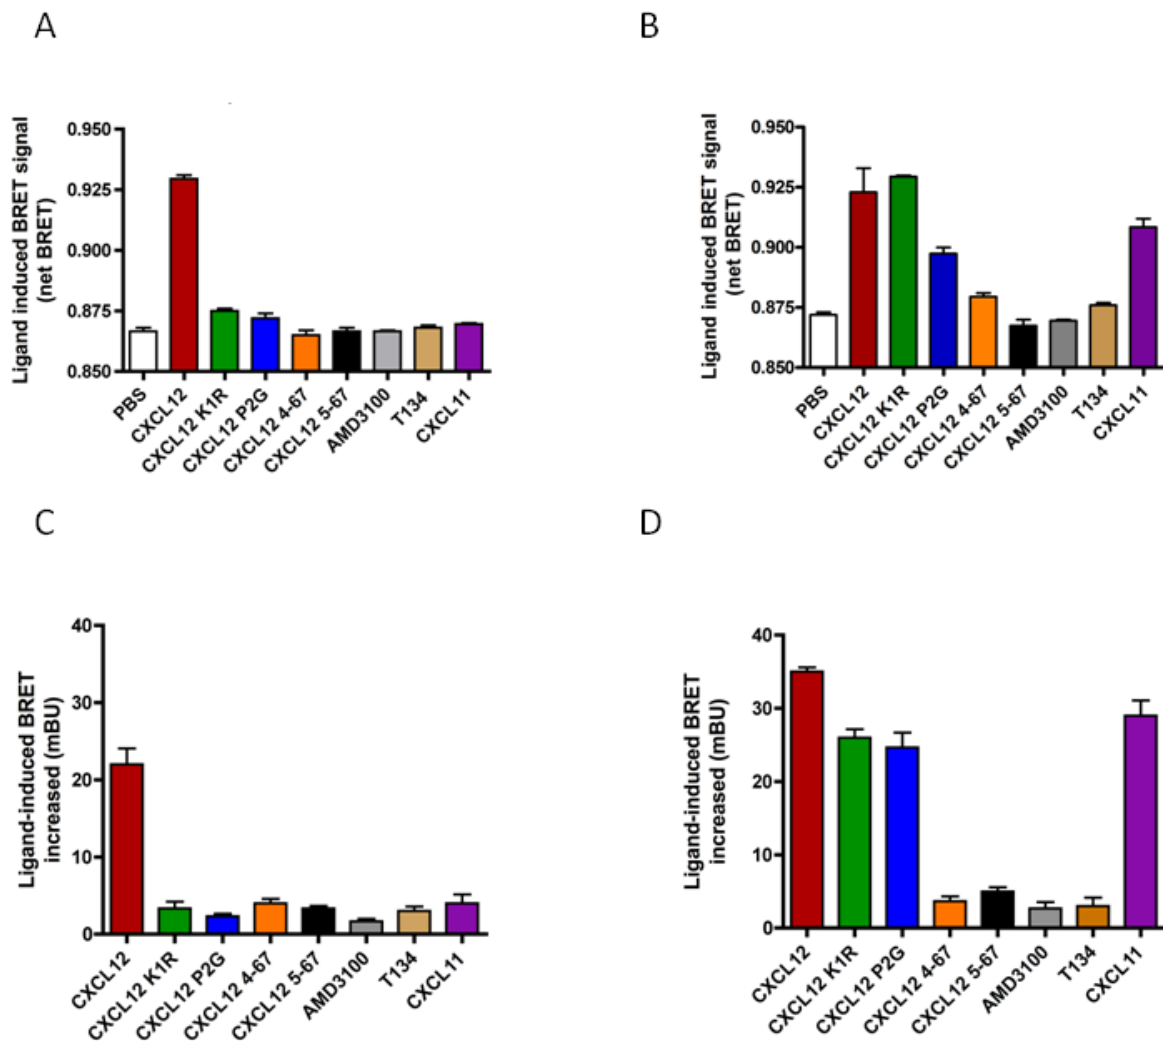 A
Ligand induced BRET signal
(net BRET)
0.950
0.925
0.900
0.875
0.850
PBS
CXCL12
CXCL12 K1R
CXCL12 P2G
CXCL12 4-67
CXCL12 5-67
AMD3100
T134
CXCL11
B
Ligand induced BRET signal
(net BRET)
0.950
0.925
0.900
0.875
0.850
PBS
CXCL12
CXCL12 K1R
CXCL12 P2G
CXCL12 4-67
CXCL12 5-67
AMD3100
T134
CXCL11
C
Ligand-induced BRET
increased (mBU)
40
30
20
10
0
CXCL12
CXCL12 K1R
CXCL12 P2G
CXCL12 4-67
CXCL12 5-67
AMD3100
T134
CXCL11
D
Ligand-induced BRET
increased (mBU)
40
30
20
10
0
CXCL12
CXCL12 K1R
CXCL12 P2G
CXCL12 4-67
CXCL12 5-67
AMD3100
T134
CXCL11